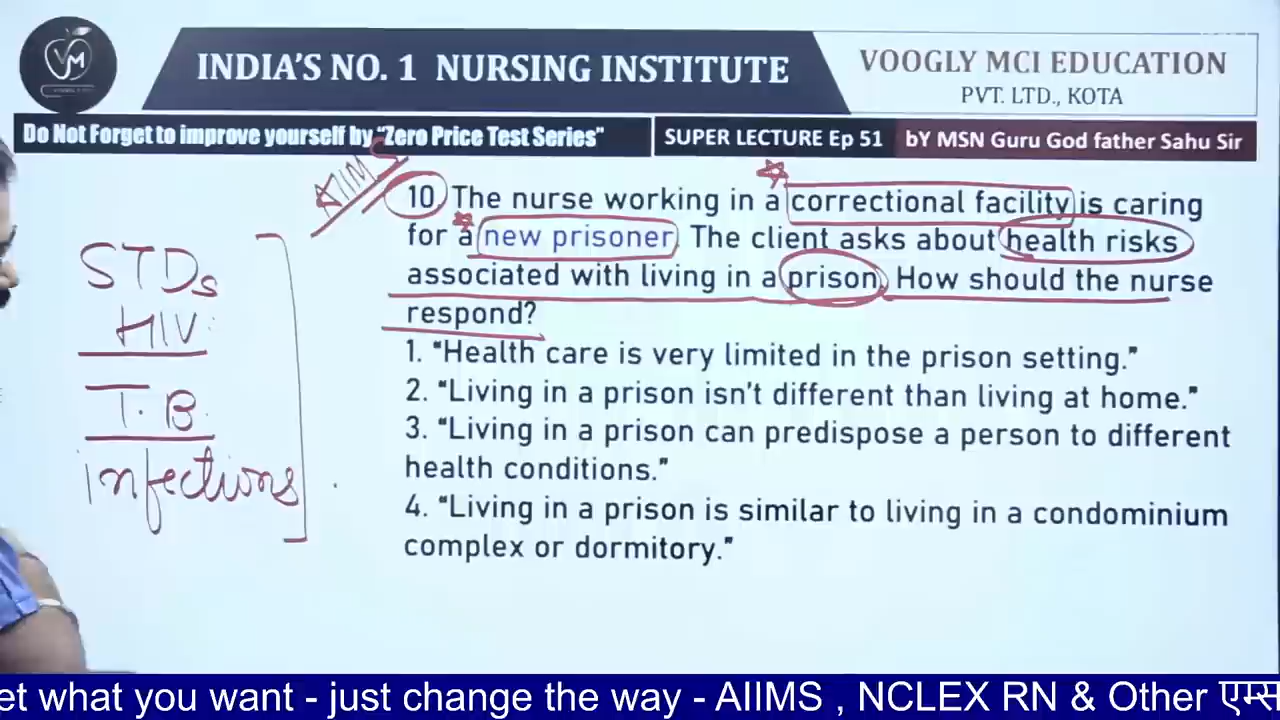 VM
INDIA'S NO. 1 NURSING INSTITUTE
VOOGLY MCI EDUCATION
PVT. LTD., KOTA
Do Not Forget to improve yourself by "Zero Price Test Series"
SUPER LECTURE Ep 51
bY MSN Guru God father Sahu Sir
AIIMS
10. The nurse working in a correctional facility is caring
for a new prisoner. The client asks about health risks
associated with living in a prison. How should the nurse
respond?
1. "Health care is very limited in the prison setting."
2. "Living in a prison isn't different than living at home."
3. "Living in a prison can predispose a person to different
health conditions."
4. "Living in a prison is similar to living in a condominium
complex or dormitory."
STDs
HIV
T.B.
infections
et what you want - just change the way - AIIMS , NCLEX RN & Other एम्स